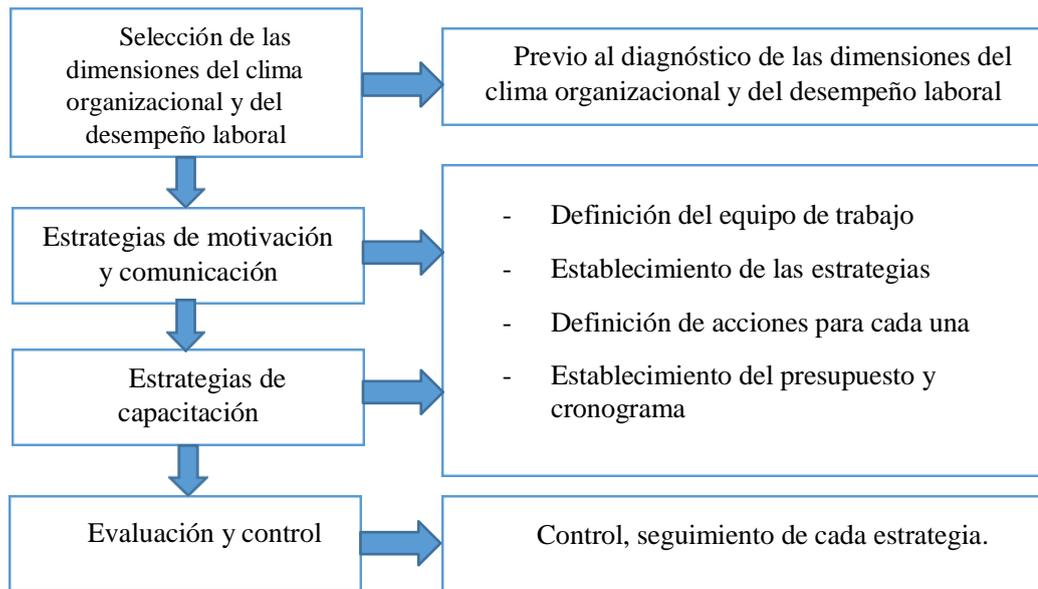 Selección de las
dimensiones del clima
organizacional y del
desempeño laboral
Previo al diagnóstico de las dimensiones del
clima organizacional y del desempeño laboral
Estrategias de motivación
y comunicación
- Definición del equipo de trabajo
- Establecimiento de las estrategias
- Definición de acciones para cada una
- Establecimiento del presupuesto y
cronograma
Estrategias de
capacitación
Evaluación y control
Control, seguimiento de cada estrategia.